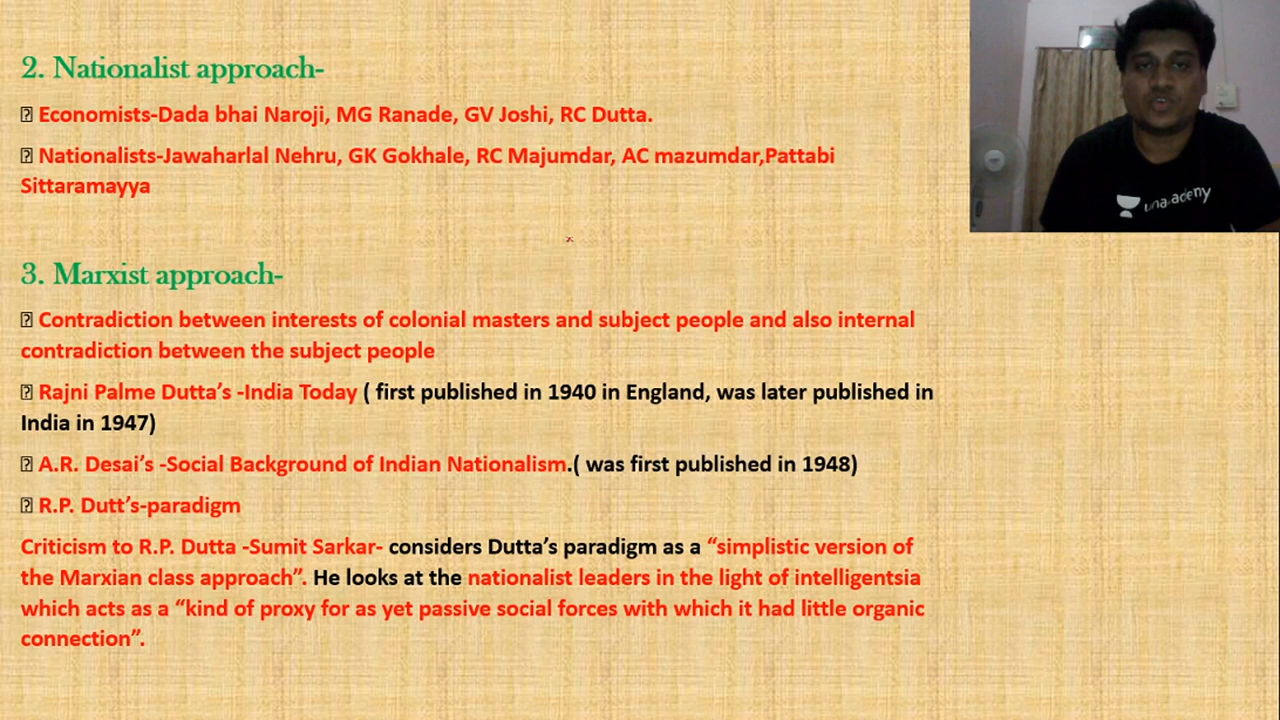 2. Nationalist approach-
Economists-Dada bhai Naroji, MG Ranade, GV Joshi, RC Dutta.
Nationalists-Jawaharlal Nehru, GK Gokhale, RC Majumdar, AC mazumdar,Pattabi
Sittaramayya
3. Marxist approach-
Contradiction between interests of colonial masters and subject people and also internal
contradiction between the subject people
Rajni Palme Dutta’s -India Today ( first published in 1940 in England, was later published in
India in 1947)
A.R. Desai’s -Social Background of Indian Nationalism.( was first published in 1948)
R.P. Dutt’s-paradigm
Criticism to R.P. Dutta -Sumit Sarkar- considers Dutta’s paradigm as a “simplistic version of
the Marxian class approach”. He looks at the nationalist leaders in the light of intelligentsia
which acts as a “kind of proxy for as yet passive social forces with which it had little organic
connection”.
unacademy